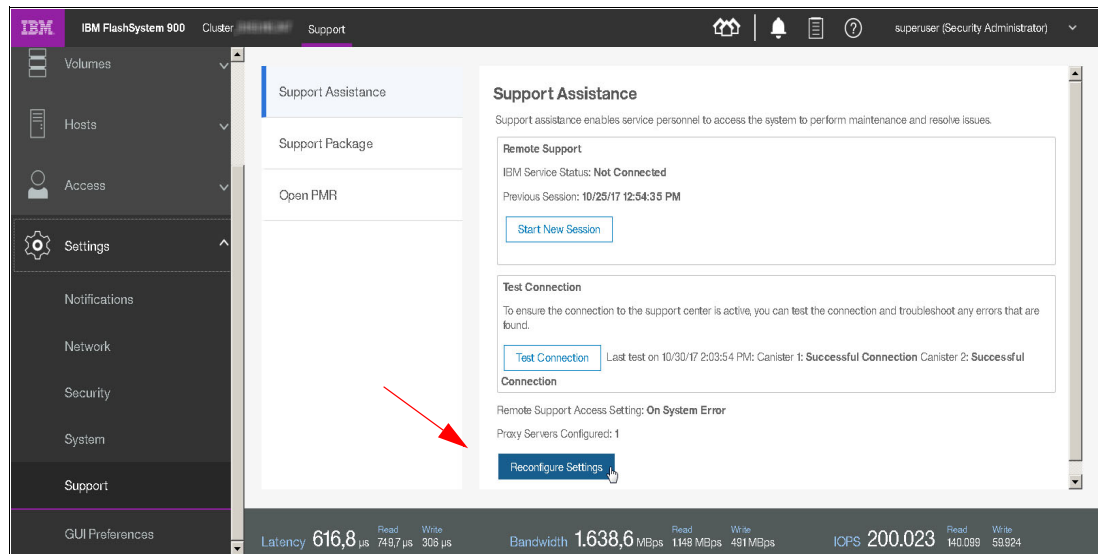 IBM IBM FlashSystem 900 Cluster Support superuser (Security Administrator)
Volumes
Hosts
Access
Settings
Notifications
Network
Security
System
Support
GUI Preferences
Support Assistance
Support Package
Open PMR
Support Assistance
Support assistance enables service personnel to access the system to perform maintenance and resolve issues.
Remote Support
IBM Service Status: Not Connected
Previous Session: 10/25/17 12:54:35 PM
Start New Session
Test Connection
To ensure the connection to the support center is active, you can test the connection and troubleshoot any errors that are
found.
Test Connection Last test on 10/30/17 2:03:54 PM: Canister 1: Successful Connection Canister 2: Successful
Connection
Remote Support Access Setting: On System Error
Proxy Servers Configured: 1
Reconfigure Settings
Read Write Read Write Read Write
Latency 616,8 µs 749,7 µs 306 µs Bandwidth 1.638,6 MBps 1.148 MBps 491 MBps IOPS 200.023 140.099 59.924